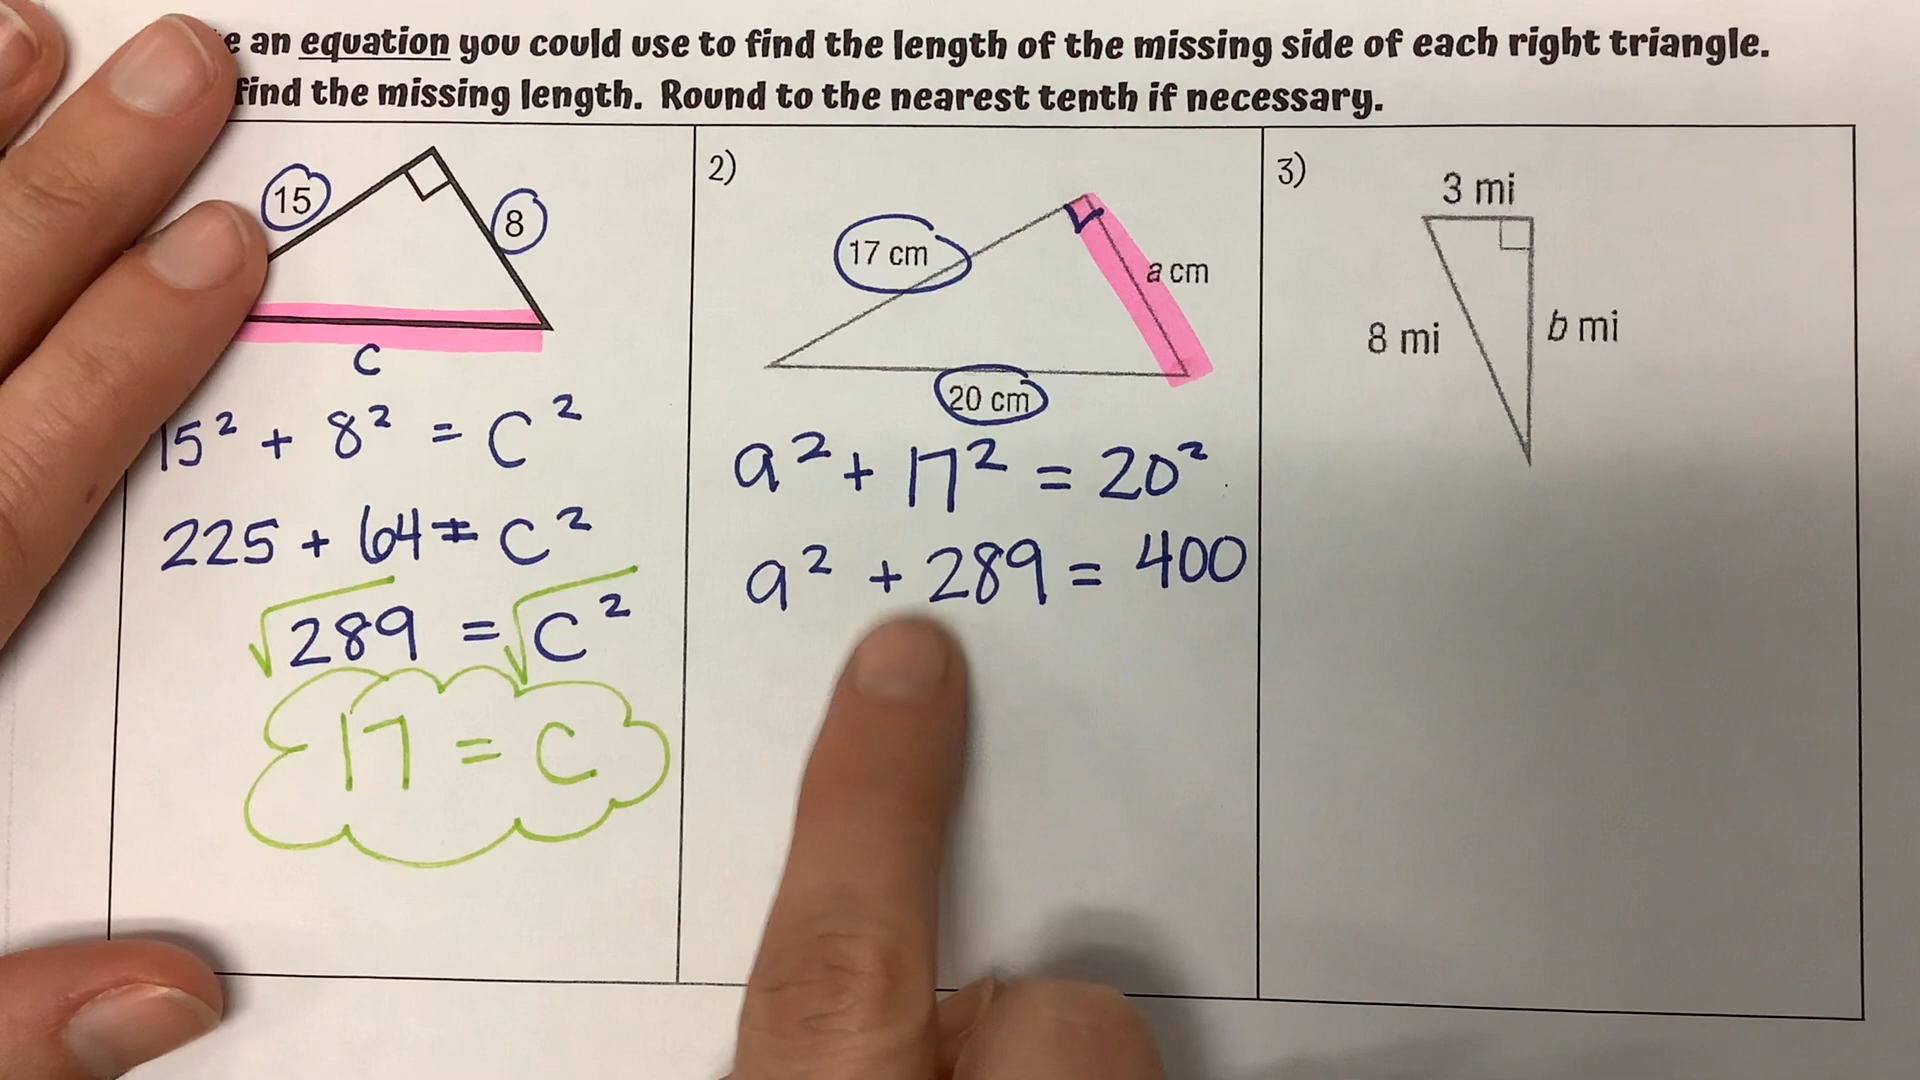 an equation you could use to find the length of the missing side of each right triangle.
find the missing length. Round to the nearest tenth if necessary.
15
8
C
15² + 8² = C²
225 + 64 = C²
√289 = √C²
17 = C
2)
17 cm
a cm
20 cm
a² + 17² = 20²
a² + 289 = 400
3)
3 mi
8 mi
b mi